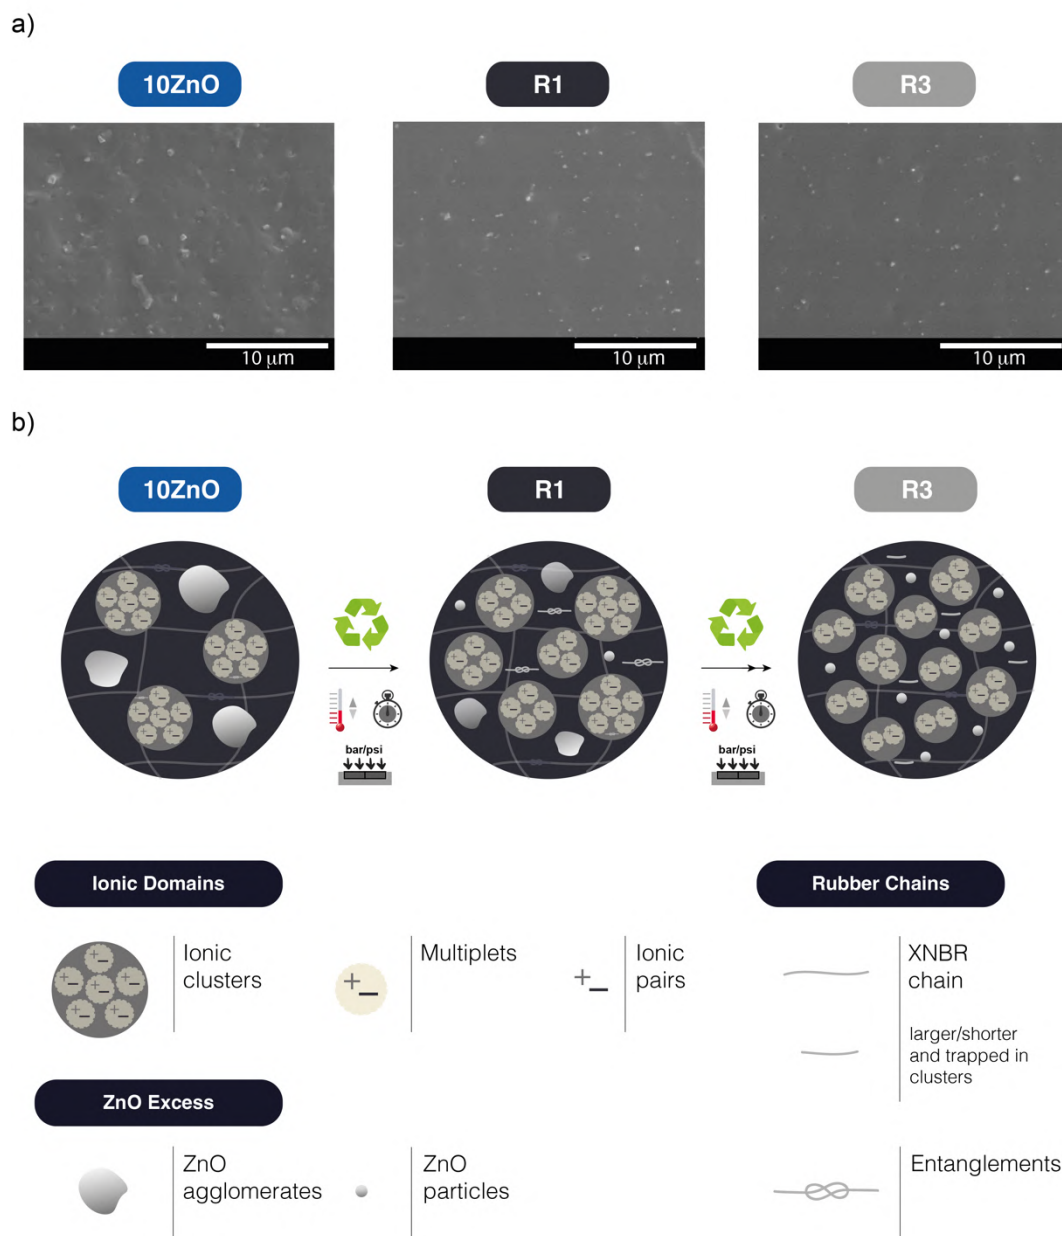 a)
10ZnO
R1
R3
10 μm
10 μm
10 μm
b)
10ZnO
R1
R3
bar/psi
bar/psi
Ionic Domains
Rubber Chains
Ionic
clusters
Multiplets
Ionic
pairs
XNBR
chain
larger/shorter
and trapped in
clusters
ZnO Excess
ZnO
agglomerates
ZnO
particles
Entanglements